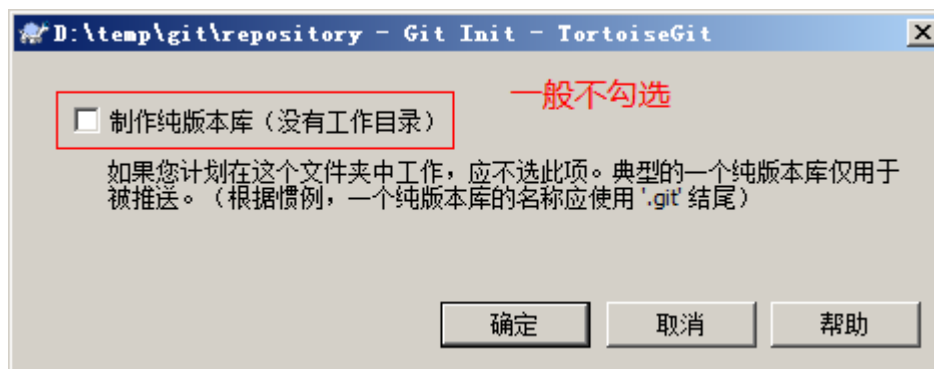 D:\temp\git\repository - Git Init - TortoiseGit
一般不勾选
制作纯版本库（没有工作目录）
如果您计划在这个文件夹中工作，应不选此项。典型的一个纯版本库仅用于
被推送。（根据惯例，一个纯版本库的名称应使用 '.git' 结尾）
确定 取消 帮助